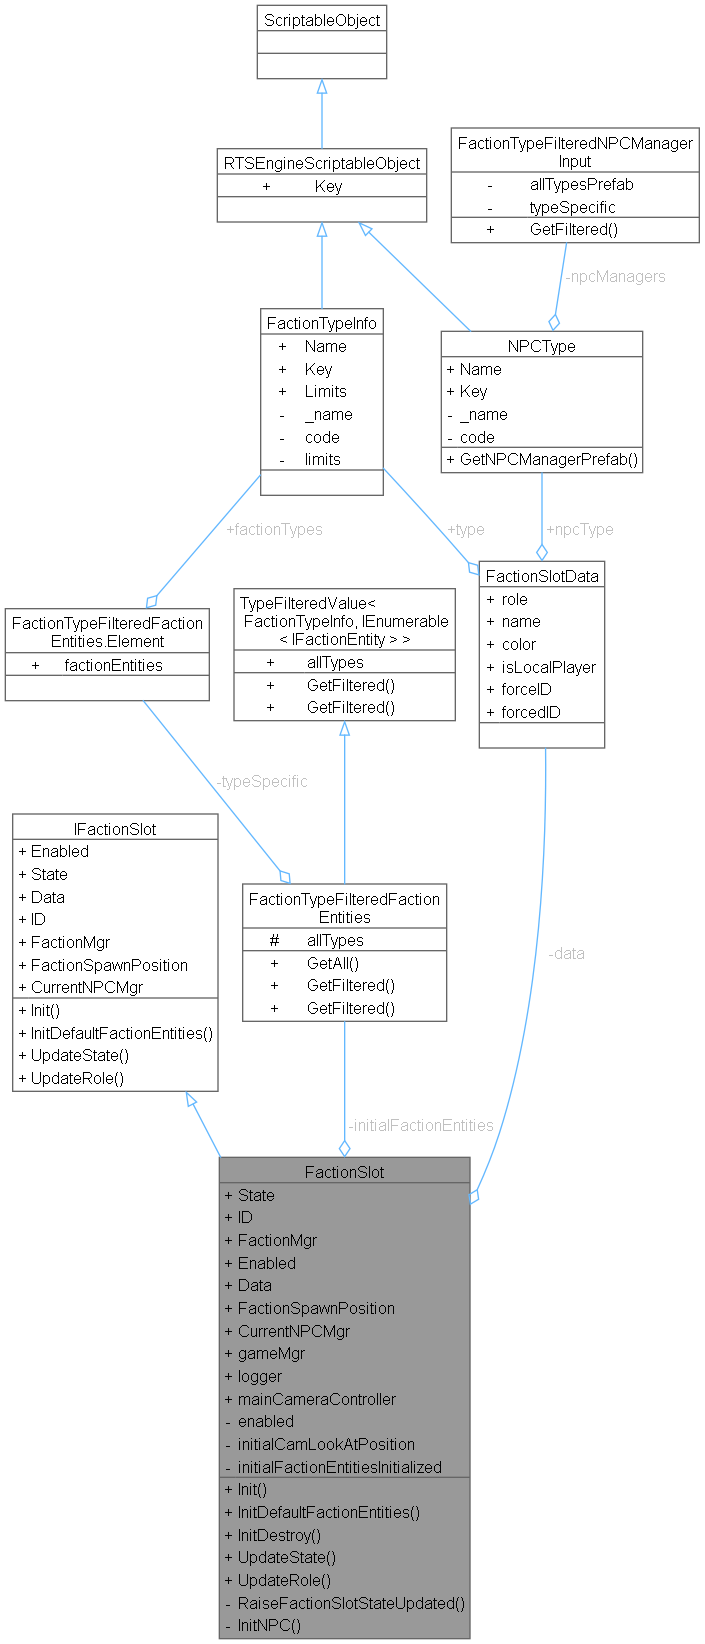 ScriptableObject
RTSEngineScriptableObject
+ Key
FactionTypeFilteredNPCManager
Input
- allTypesPrefab
- typeSpecific
+ GetFiltered()
-npcManagers
FactionTypeInfo
+ Name
+ Key
+ Limits
- _name
- code
- limits
NPCType
+ Name
+ Key
- _name
- code
+ GetNPCManagerPrefab()
+factionTypes
+type
+npcType
FactionSlotData
+ role
+ name
+ color
+ isLocalPlayer
+ forceID
+ forcedID
TypeFilteredValue<
FactionTypeInfo, IEnumerable
< IFactionEntity > >
+ allTypes
+ GetFiltered()
+ GetFiltered()
FactionTypeFilteredFaction
Entities.Element
+ factionEntities
-typeSpecific
IFactionSlot
+ Enabled
+ State
+ Data
+ ID
+ FactionMgr
+ FactionSpawnPosition
+ CurrentNPCMgr
+ Init()
+ InitDefaultFactionEntities()
+ UpdateState()
+ UpdateRole()
FactionTypeFilteredFaction
Entities
# allTypes
+ GetAll()
+ GetFiltered()
+ GetFiltered()
-data
-initialFactionEntities
FactionSlot
+ State
+ ID
+ FactionMgr
+ Enabled
+ Data
+ FactionSpawnPosition
+ CurrentNPCMgr
+ gameMgr
+ logger
+ mainCameraController
- enabled
- initialCamLookAtPosition
- initialFactionEntitiesInitialized
+ Init()
+ InitDefaultFactionEntities()
+ InitDestroy()
+ UpdateState()
+ UpdateRole()
- RaiseFactionSlotStateUpdated()
- InitNPC()